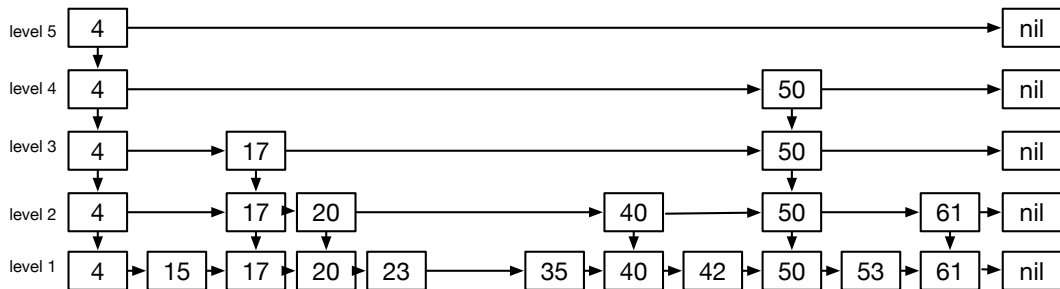 level 5 4 nil
level 4 4 50 nil
level 3 4 17 50 nil
level 2 4 17 20 40 50 61 nil
level 1 4 15 17 20 23 35 40 42 50 53 61 nil